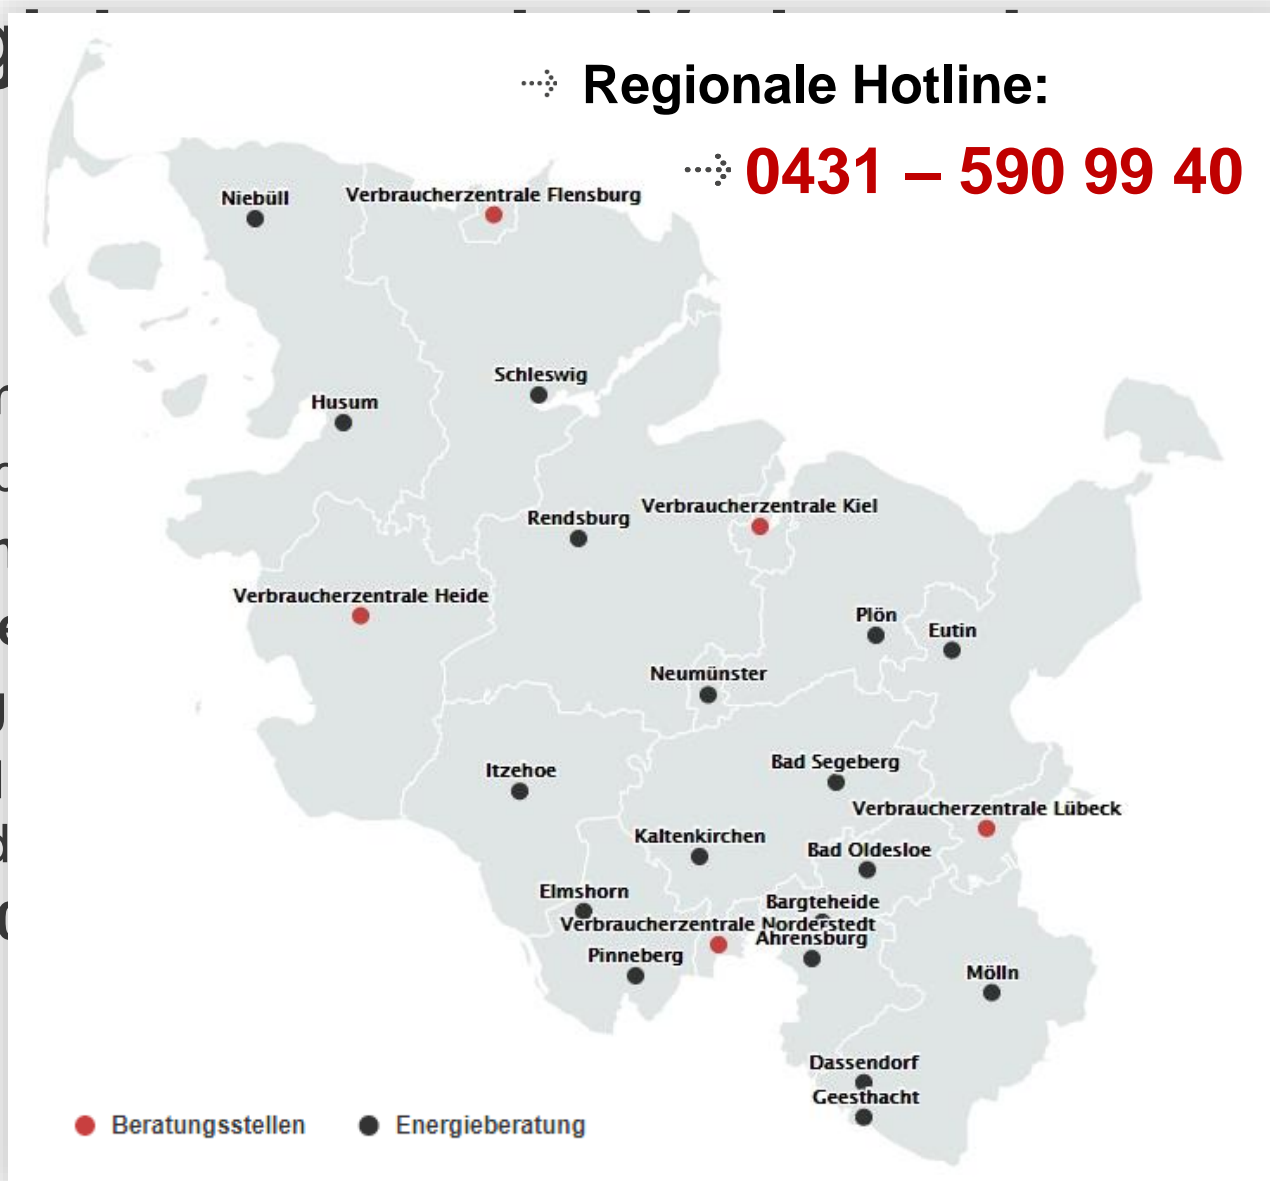 Regionale Hotline:
0431 – 590 99 40
Niebüll
Verbraucherzentrale Flensburg
Schleswig
Husum
Verbraucherzentrale Kiel
Rendsburg
Verbraucherzentrale Heide
Plön
Eutin
Neumünster
Bad Segeberg
Itzehoe
Verbraucherzentrale Lübeck
Kaltenkirchen
Bad Oldesloe
Elmshorn
Bargteheide
Verbraucherzentrale Norderstedt
Ahrensburg
Pinneberg
Mölln
Dassendorf
Geesthacht
Beratungsstellen
Energieberatung